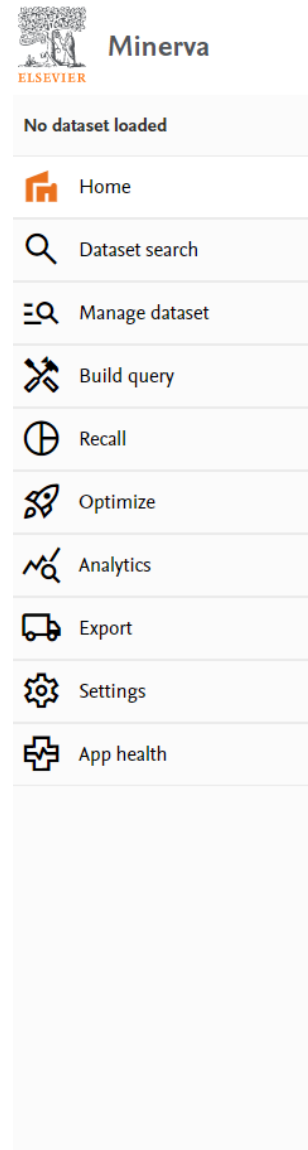 Minerva
ELSEVIER
No dataset loaded
Home
Dataset search
Manage dataset
Build query
Recall
Optimize
Analytics
Export
Settings
App health